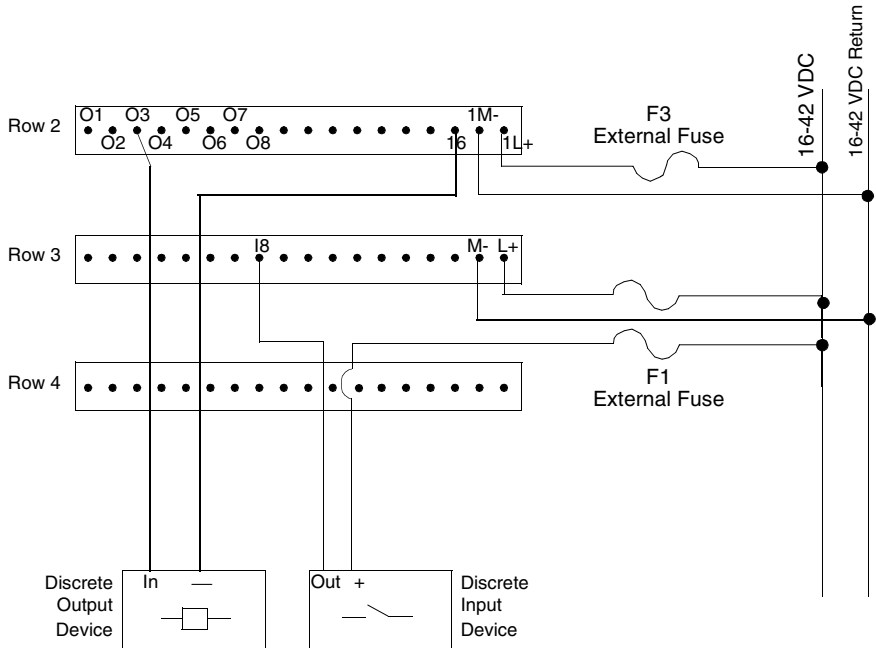 16-42 VDC
16-42 VDC Return
O1 O3 O5 O7 1M-
F3
External Fuse
Row 2
O2 O4 O6 O8 16 1L+
Row 3
I8 M- L+
F1
External Fuse
Row 4
In — Out +
Discrete
Output
Device
Discrete
Input
Device